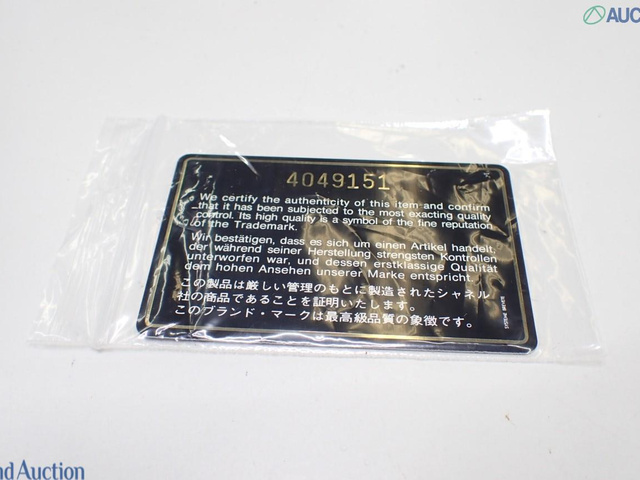 AUC
4049151
We certify the authenticity of this item and confirm
that it has been subjected to the most exacting quality
control. Its high quality is a symbol of the fine reputation
of the Trademark.
Wir bestätigen, dass es sich um einen Artikel handelt,
der während seiner Herstellung strengsten Kontrollen
unterworfen war, und dessen erstklassige Qualität
dem hohen Ansehen unserer Marke entspricht.
この製品は厳しい管理のもとに製造されたシャネル
社の商品であることを証明いたします。
このブランド・マークは最高級品質の象徴です。
nd Auction